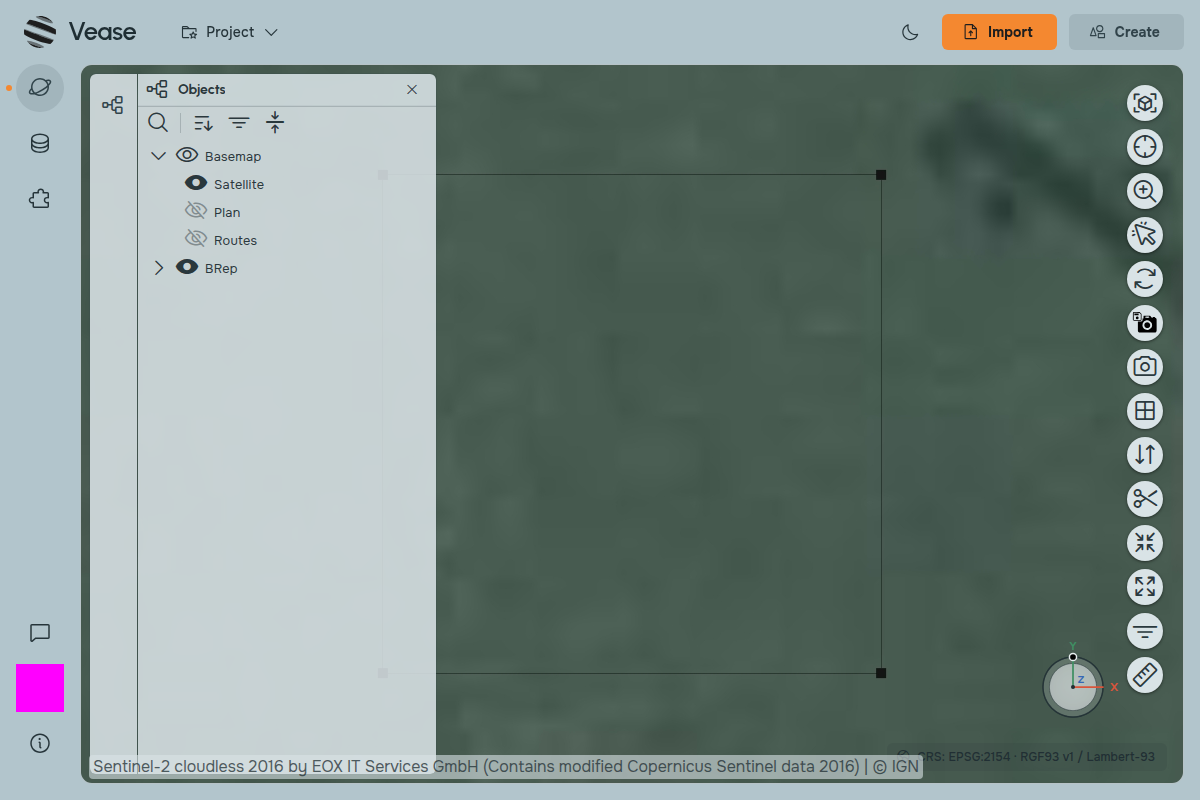 Vease
Project
Import
Create
Objects
Basemap
Satellite
Plan
Routes
BRep
Y
Z
X
CRS: EPSG:2154 · RGF93 v1 / Lambert-93
Sentinel-2 cloudless 2016 by EOX IT Services GmbH (Contains modified Copernicus Sentinel data 2016) | © IGN